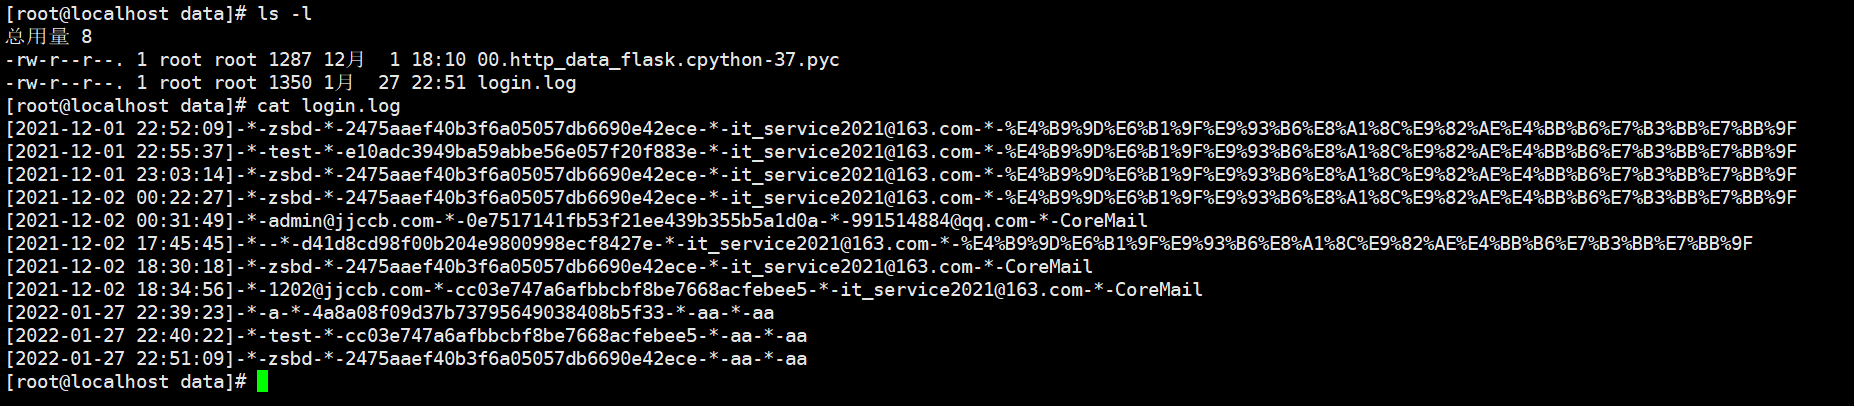 [root@localhost data]# ls -l
总用量 8
-rw-r--r--. 1 root root 1287 12月  1 18:10 00.http_data_flask.cpython-37.pyc
-rw-r--r--. 1 root root 1350 1月  27 22:51 login.log
[root@localhost data]# cat login.log
[2021-12-01 22:52:09]-*-zsbd-*-2475aaef40b3f6a05057db6690e42ece-*-it_service2021@163.com-*-%E4%B9%9D%E6%B1%9F%E9%93%B6%E8%A1%8C%E9%82%AE%E4%BB%B6%E7%B3%BB%E7%BB%9F
[2021-12-01 22:55:37]-*-test-*-e10adc3949ba59abbe56e057f20f883e-*-it_service2021@163.com-*-%E4%B9%9D%E6%B1%9F%E9%93%B6%E8%A1%8C%E9%82%AE%E4%BB%B6%E7%B3%BB%E7%BB%9F
[2021-12-01 23:03:14]-*-zsbd-*-2475aaef40b3f6a05057db6690e42ece-*-it_service2021@163.com-*-%E4%B9%9D%E6%B1%9F%E9%93%B6%E8%A1%8C%E9%82%AE%E4%BB%B6%E7%B3%BB%E7%BB%9F
[2021-12-02 00:22:27]-*-zsbd-*-2475aaef40b3f6a05057db6690e42ece-*-it_service2021@163.com-*-%E4%B9%9D%E6%B1%9F%E9%93%B6%E8%A1%8C%E9%82%AE%E4%BB%B6%E7%B3%BB%E7%BB%9F
[2021-12-02 00:31:49]-*-admin@jjccb.com-*-0e7517141fb53f21ee439b355b5a1d0a-*-991514884@qq.com-*-CoreMail
[2021-12-02 17:45:45]-*--*-d41d8cd98f00b204e9800998ecf8427e-*-it_service2021@163.com-*-%E4%B9%9D%E6%B1%9F%E9%93%B6%E8%A1%8C%E9%82%AE%E4%BB%B6%E7%B3%BB%E7%BB%9F
[2021-12-02 18:30:18]-*-zsbd-*-2475aaef40b3f6a05057db6690e42ece-*-it_service2021@163.com-*-CoreMail
[2021-12-02 18:34:56]-*-1202@jjccb.com-*-cc03e747a6afbbcbf8be7668acfebee5-*-it_service2021@163.com-*-CoreMail
[2022-01-27 22:39:23]-*-a-*-4a8a08f09d37b73795649038408b5f33-*-aa-*-aa
[2022-01-27 22:40:22]-*-test-*-cc03e747a6afbbcbf8be7668acfebee5-*-aa-*-aa
[2022-01-27 22:51:09]-*-zsbd-*-2475aaef40b3f6a05057db6690e42ece-*-aa-*-aa
[root@localhost data]#